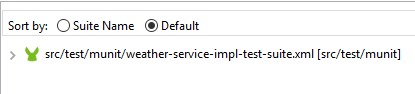 Sort by: Suite Name Default
src/test/munit/weather-service-impl-test-suite.xml [src/test/munit]